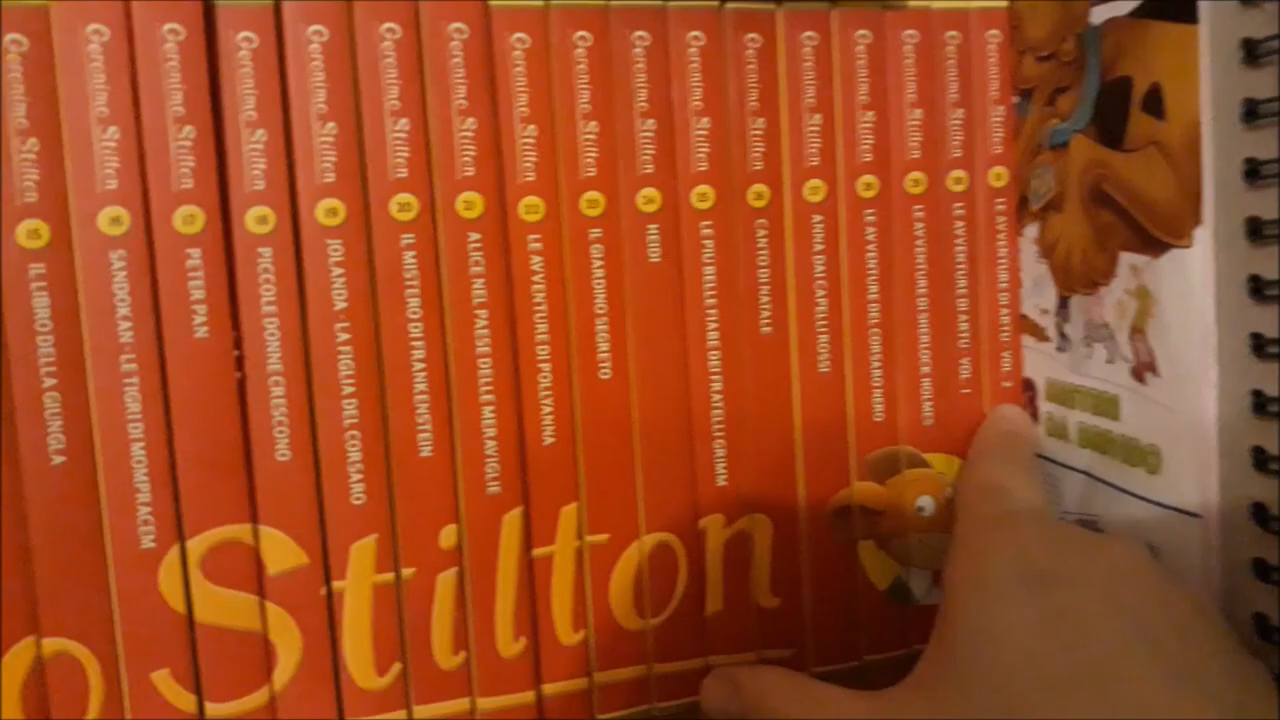 Geronimo Stilton 15 IL LIBRO DELLA GIUNGLA
Geronimo Stilton 16 SANDOKAN · LE TIGRI DI MOMPRACEM
Geronimo Stilton 17 PETER PAN
Geronimo Stilton 18 PICCOLE DONNE CRESCONO
Geronimo Stilton 19 JOLANDA · LA FIGLIA DEL CORSARO
Geronimo Stilton 20 IL MISTERO DI FRANKENSTEIN
Geronimo Stilton 21 ALICE NEL PAESE DELLE MERAVIGLIE
Geronimo Stilton 22 LE AVVENTURE DI POLYANNA
Geronimo Stilton 23 IL GIARDINO SEGRETO
Geronimo Stilton 24 HEIDI
Geronimo Stilton 25 LE PIÙ BELLE FIABE DEI FRATELLI GRIMM
Geronimo Stilton 26 CANTO DI NATALE
Geronimo Stilton 27 ANNA DAI CAPELLI ROSSI
Geronimo Stilton 28 LE AVVENTURE DEL CORSARO NERO
Geronimo Stilton 29 LE AVVENTURE DI SHERLOCK HOLMES
Geronimo Stilton 30 LE AVVENTURE DI ARTÙ · VOL. 1
Geronimo Stilton 31 LE AVVENTURE DI ARTÙ · VOL. 2
o Stilton